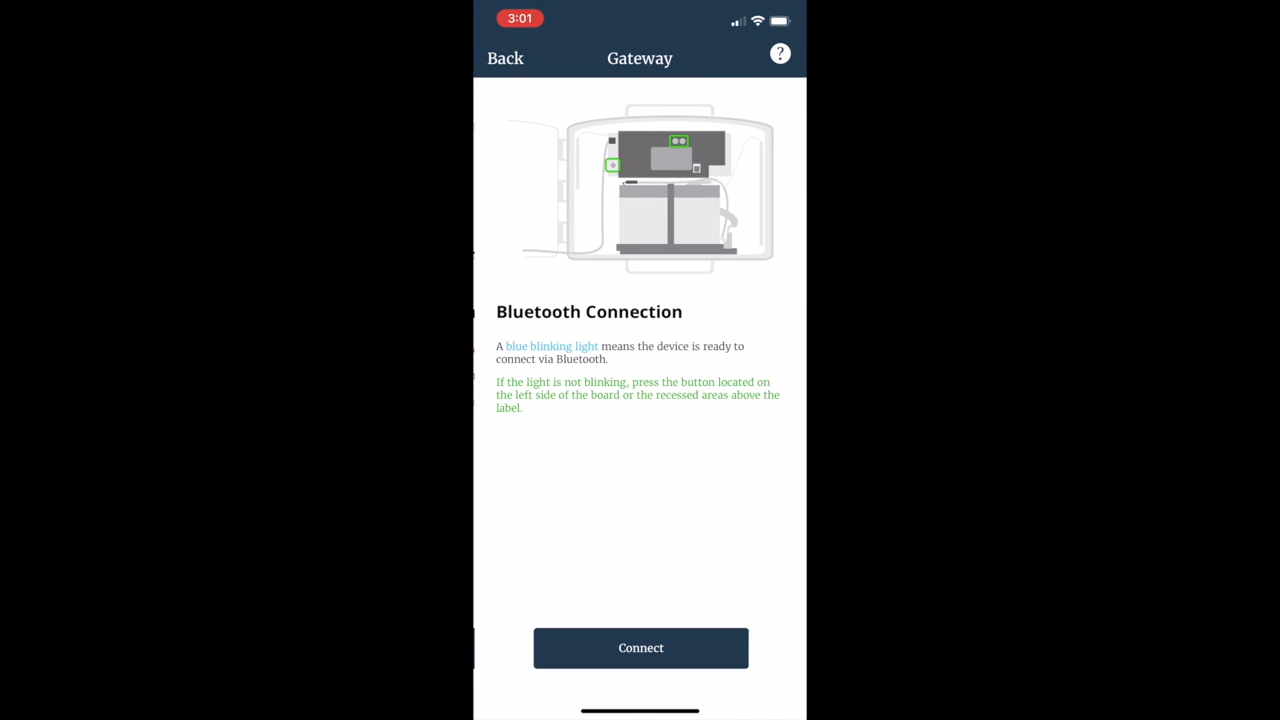 3:01
Back
Gateway
?
Bluetooth Connection
A blue blinking light means the device is ready to
connect via Bluetooth.
If the light is not blinking, press the button located on
the left side of the board or the recessed areas above the
label.
Connect